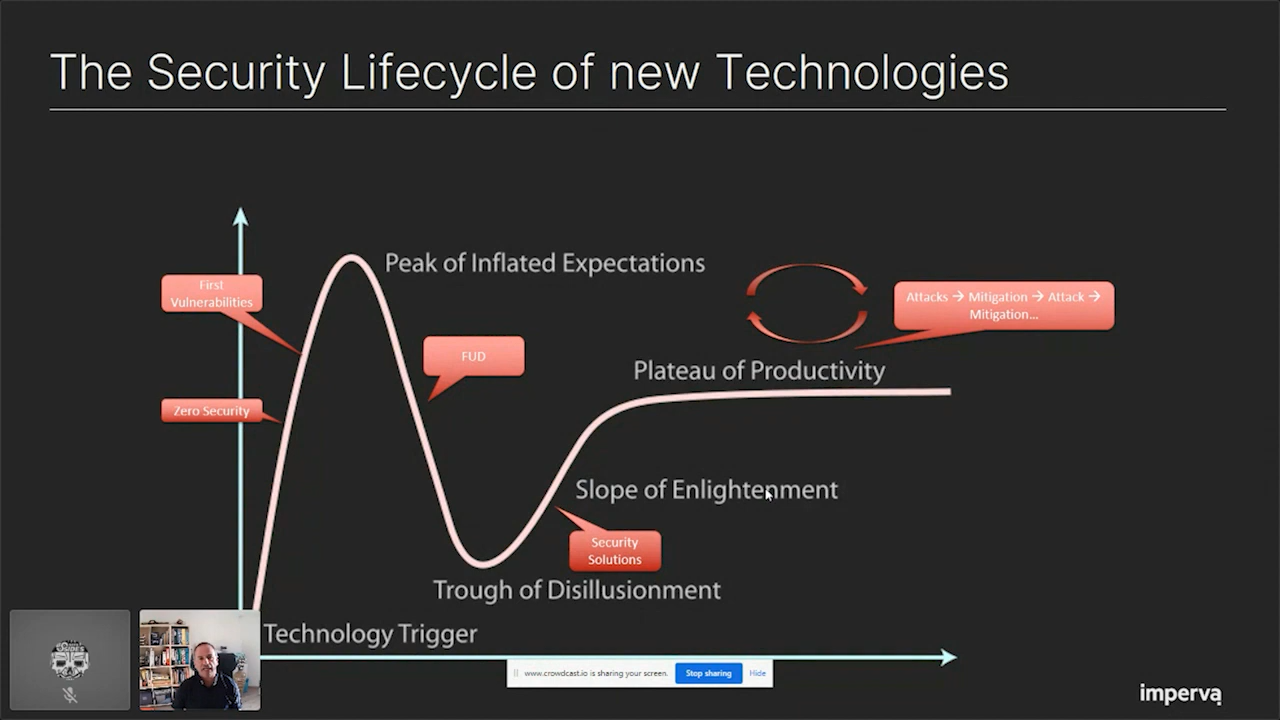 The Security Lifecycle of new Technologies
Peak of Inflated Expectations
First
Vulnerabilities
Attacks → Mitigation → Attack →
Mitigation...
FUD
Plateau of Productivity
Zero Security
Slope of Enlightenment
Security
Solutions
Trough of Disillusionment
Technology Trigger
www.crowdcast.io is sharing your screen.
Stop sharing
Hide
imperva